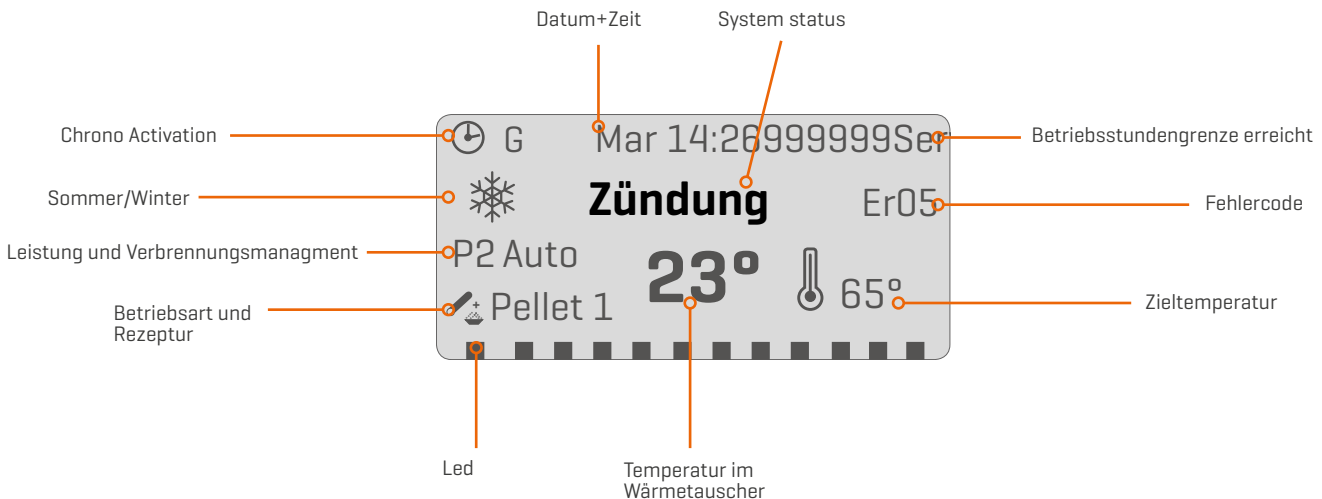 Datum+Zeit
System status
Chrono Activation
G Mar 14:26999999Ser
Betriebsstundengrenze erreicht
Sommer/Winter
Zündung
Er05
Fehlercode
Leistung und Verbrennungsmanagment
P2 Auto
23°
65°
Zieltemperatur
Betriebsart und
Rezeptur
Pellet 1
Led
Temperatur im
Wärmetauscher